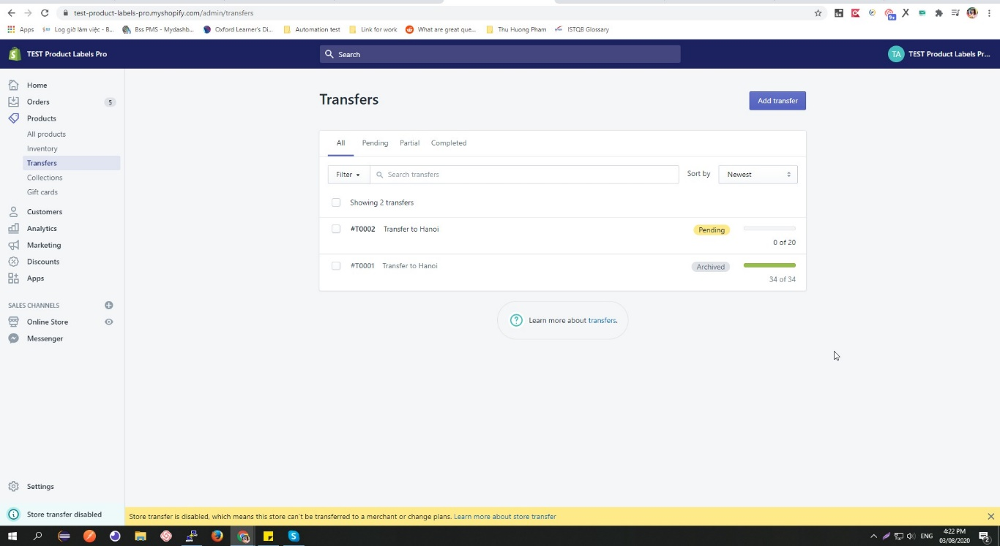 test-product-labels-pro.myshopify.com/admin/transfers
Se
9+
X
Apps
Log giờ làm việc - B...
Bss PMS - Mydashb...
Oxford Learner's Di...
Automation test
Link for work
What are great que...
Thu Huong Pham
ISTQB Glossary
TEST Product Labels Pro
Search
TA
TEST Product Labels Pr...
Home
Orders
5
Products
All products
Inventory
Transfers
Collections
Gift cards
Customers
Analytics
Marketing
Discounts
Apps
SALES CHANNELS
Online Store
Messenger
Settings
Store transfer disabled
Transfers
Add transfer
All
Pending
Partial
Completed
Filter
Search transfers
Sort by
Newest
Showing 2 transfers
#T0002 Transfer to Hanoi
Pending
0 of 20
#T0001 Transfer to Hanoi
Archived
34 of 34
Learn more about transfers.
Store transfer is disabled, which means this store can't be transferred to a merchant or change plans. Learn more about store transfer
ENG
4:22 PM
03/08/2020
2